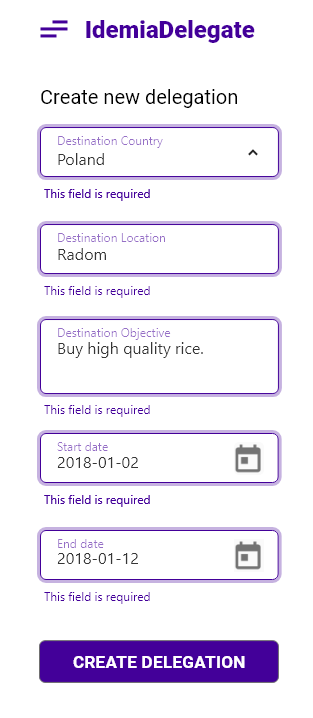 IdemiaDelegate
Create new delegation
Destination Country
Poland
This field is required
Destination Location
Radom
This field is required
Destination Objective
Buy high quality rice.
This field is required
Start date
2018-01-02
This field is required
End date
2018-01-12
This field is required
CREATE DELEGATION